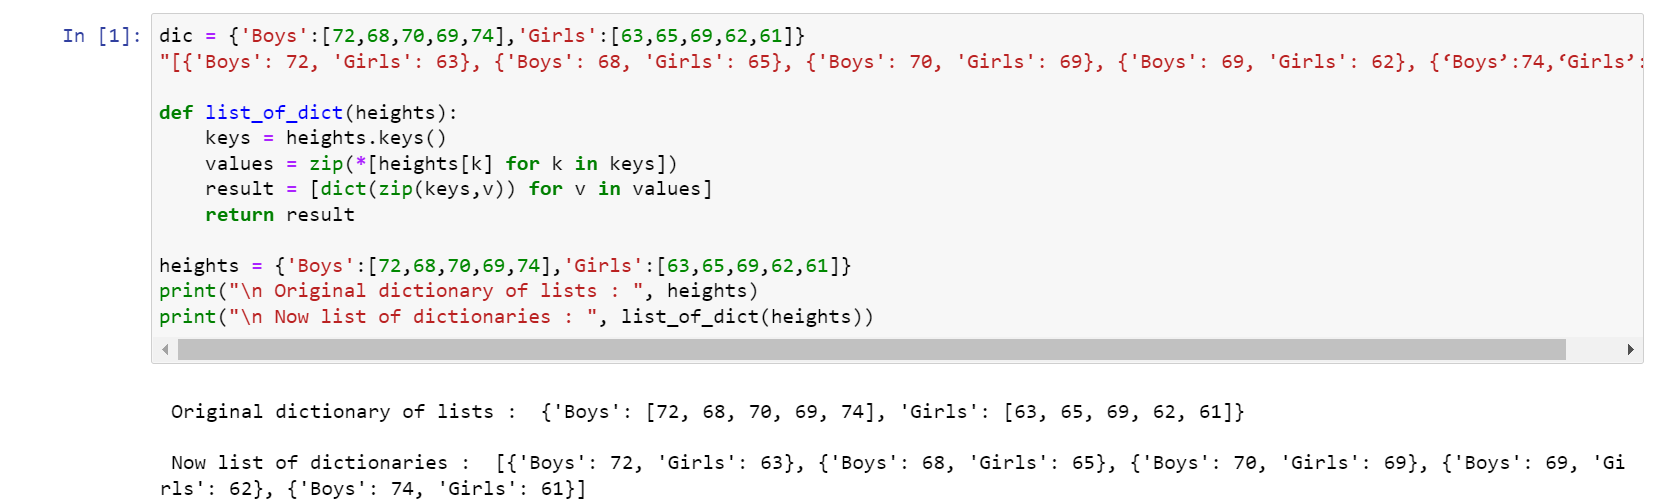 In [1]:
dic = {'Boys':[72,68,70,69,74],'Girls':[63,65,69,62,61]}
"[{'Boys': 72, 'Girls': 63}, {'Boys': 68, 'Girls': 65}, {'Boys': 70, 'Girls': 69}, {'Boys': 69, 'Girls': 62}, {‘Boys’:74,‘Girls’:
def list_of_dict(heights):
    keys = heights.keys()
    values = zip(*[heights[k] for k in keys])
    result = [dict(zip(keys,v)) for v in values]
    return result
heights = {'Boys':[72,68,70,69,74],'Girls':[63,65,69,62,61]}
print("\n Original dictionary of lists : ", heights)
print("\n Now list of dictionaries : ", list_of_dict(heights))
 Original dictionary of lists :  {'Boys': [72, 68, 70, 69, 74], 'Girls': [63, 65, 69, 62, 61]}
 Now list of dictionaries :  [{'Boys': 72, 'Girls': 63}, {'Boys': 68, 'Girls': 65}, {'Boys': 70, 'Girls': 69}, {'Boys': 69, 'Gi
rls': 62}, {'Boys': 74, 'Girls': 61}]